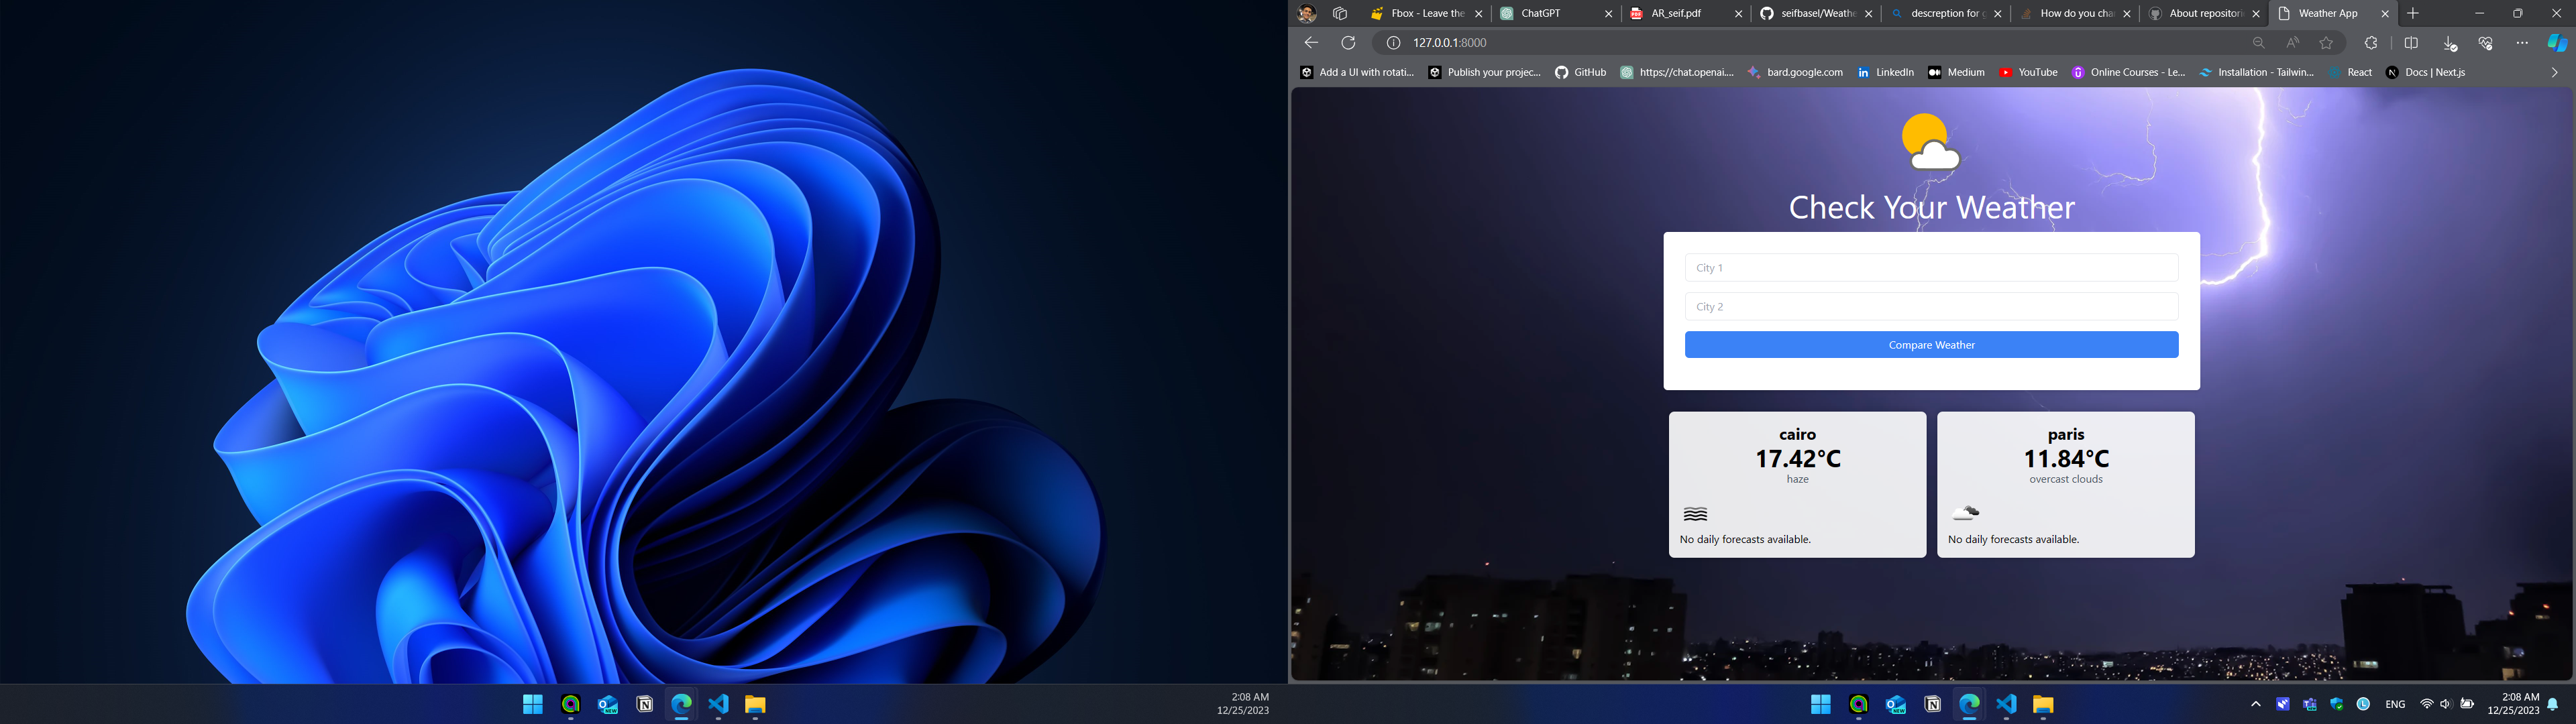 Fbox - Leave the
ChatGPT
AR_seif.pdf
seifbasel/Weathe
descreption for g
How do you char
About repositori
Weather App
127.0.0.1:8000
Add a UI with rotati...
Publish your projec...
GitHub
https://chat.openai....
bard.google.com
LinkedIn
Medium
YouTube
Online Courses - Le...
Installation - Tailwin...
React
Docs | Next.js
Check Your Weather
City 1
City 2
Compare Weather
cairo
17.42°C
haze
No daily forecasts available.
paris
11.84°C
overcast clouds
No daily forecasts available.
2:08 AM
12/25/2023
ENG
2:08 AM
12/25/2023